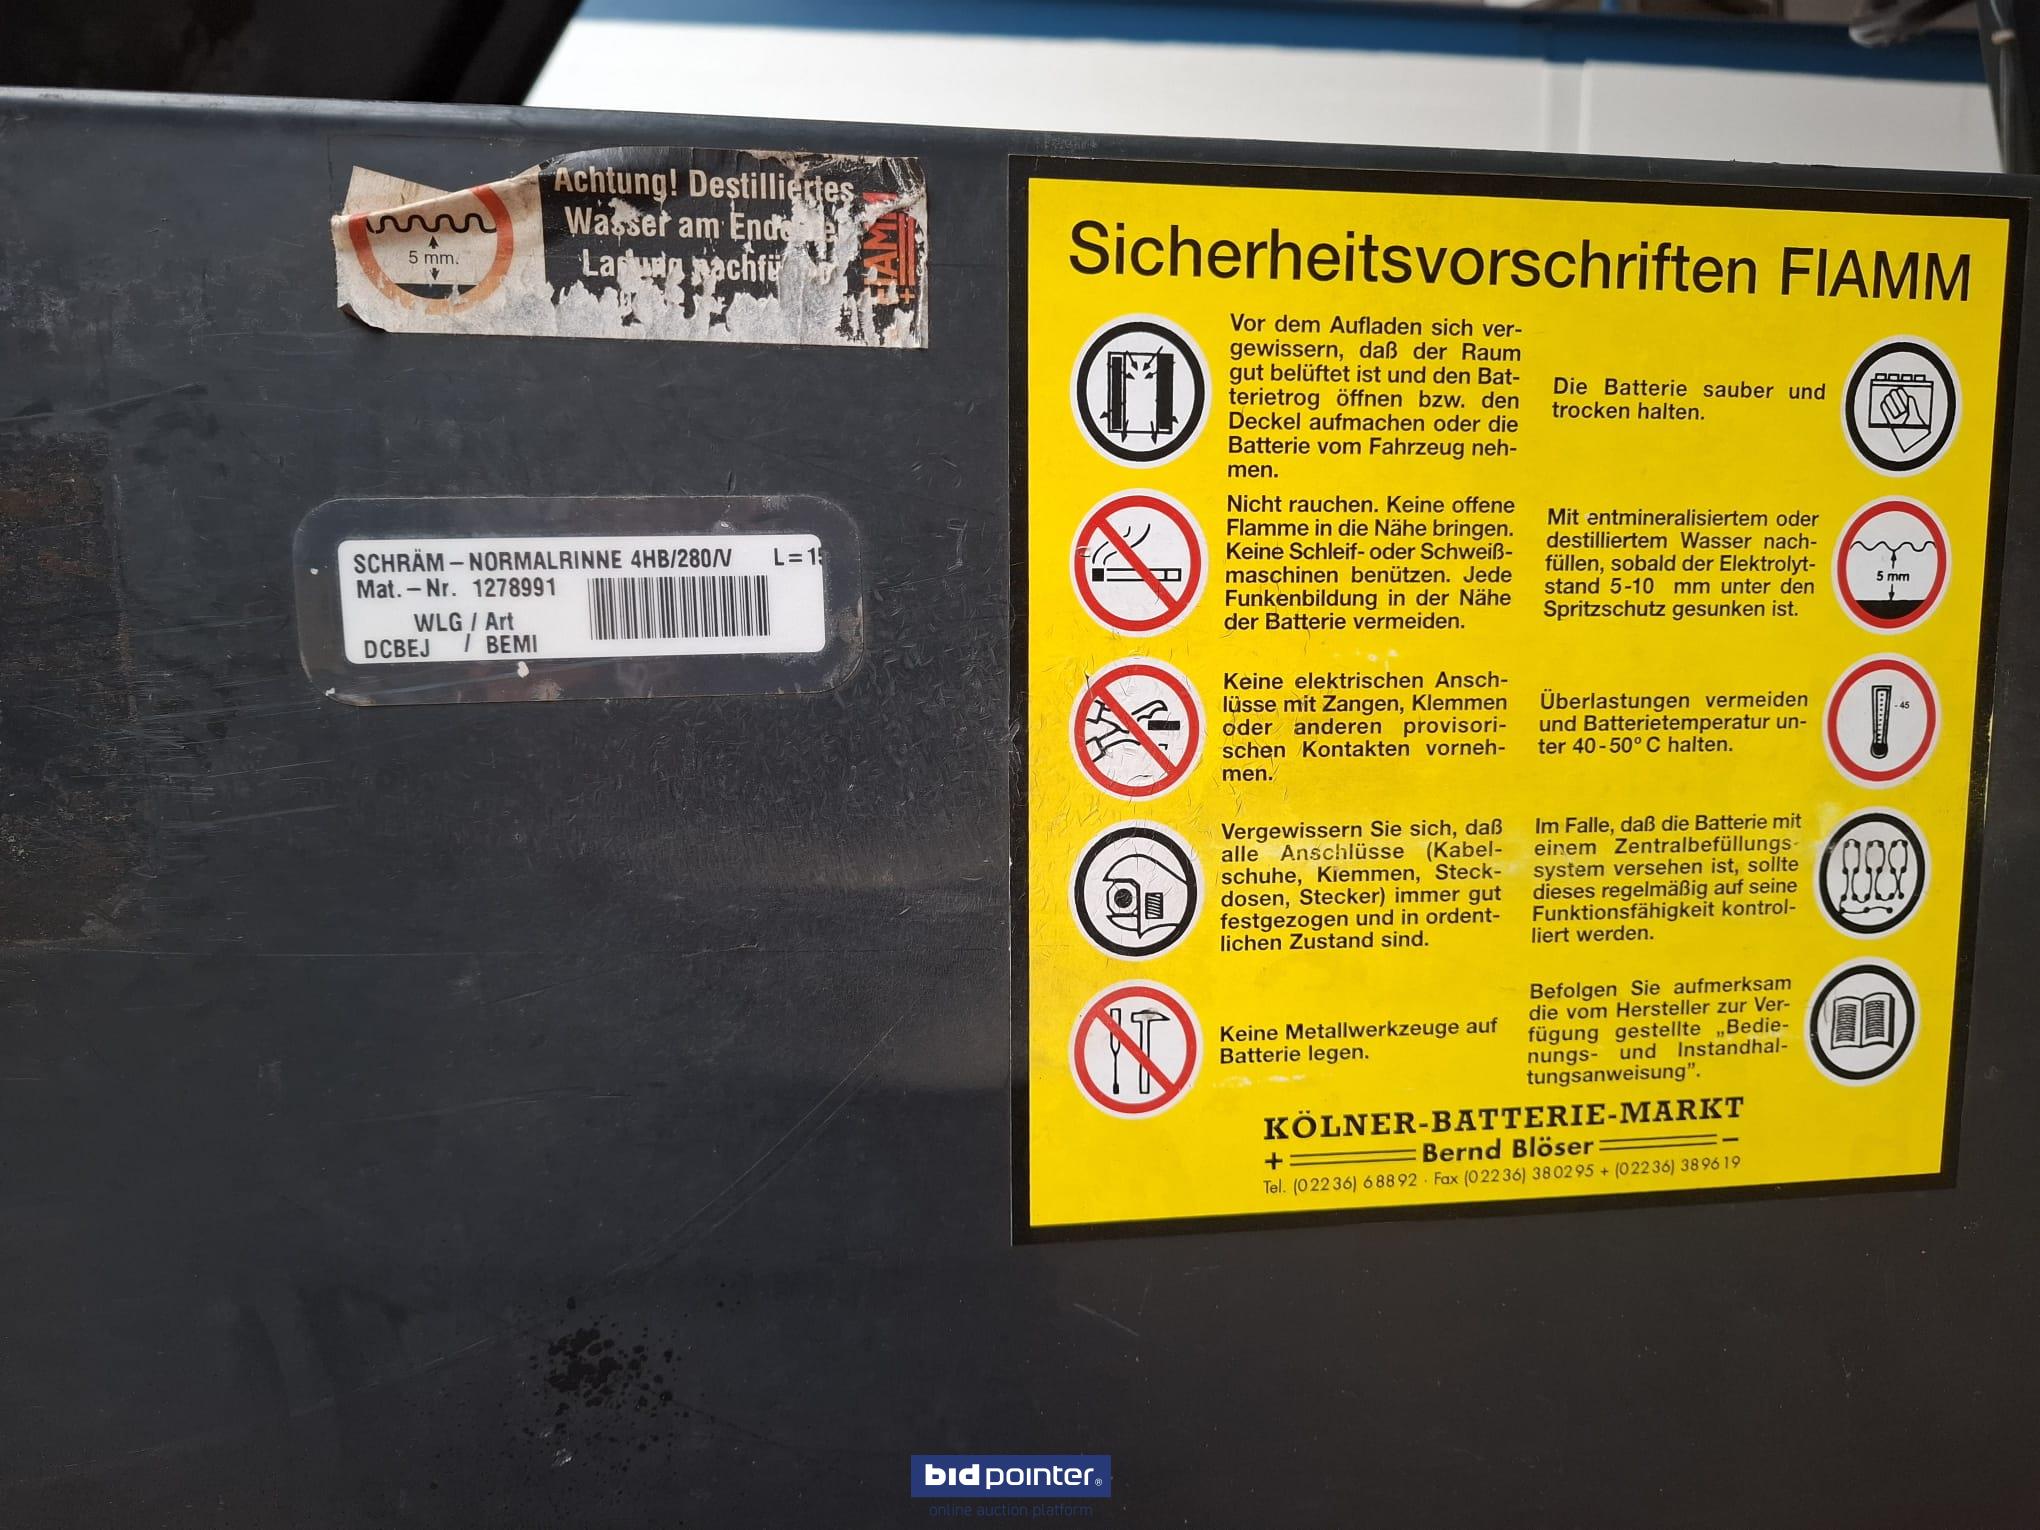 Achtung! Destilliertes
Wasser am Ende
Ladung
FIAMM
5 mm.
SCHRÄM – NORMALRINNE 4HB/280/V L = 15
Mat. – Nr. 1278991
WLG / Art
DCBEJ / BEMI
Sicherheitsvorschriften FIAMM
Vor dem Aufladen sich ver-
gewissern, daß der Raum
gut belüftet ist und den Bat-
terietrog öffnen bzw. den
Deckel aufmachen oder die
Batterie vom Fahrzeug neh-
men.
Nicht rauchen. Keine offene
Flamme in die Nähe bringen.
Keine Schleif- oder Schweiß-
maschinen benützen. Jede
Funkenbildung in der Nähe
der Batterie vermeiden.
Keine elektrischen Ansch-
lüsse mit Zangen, Klemmen
oder anderen provisori-
schen Kontakten vorneh-
men.
Vergewissern Sie sich, daß
alle Anschlüsse (Kabel-
schuhe, Klemmen, Steck-
dosen, Stecker) immer gut
festgezogen und in ordent-
lichen Zustand sind.
Keine Metallwerkzeuge auf
Batterie legen.
Die Batterie sauber und
trocken halten.
Mit entmineralisiertem oder
destilliertem Wasser nach-
füllen, sobald der Elektrolyt-
stand 5-10 mm unter den
Spritzschutz gesunken ist.
5 mm
Überlastungen vermeiden
und Batterietemperatur un-
ter 40-50° C halten.
- 45
Im Falle, daß die Batterie mit
einem Zentralbefüllungs-
system versehen ist, sollte
dieses regelmäßig auf seine
Funktionsfähigkeit kontrol-
liert werden.
Befolgen Sie aufmerksam
die vom Hersteller zur Ver-
fügung gestellte „Bedie-
nungs- und Instandhal-
tungsanweisung”.
KÖLNER-BATTERIE-MARKT
+ Bernd Blöser −
Tel. (02236) 68892 · Fax (02236) 380295 + (02236) 389619
bidpointer®
online auction platform